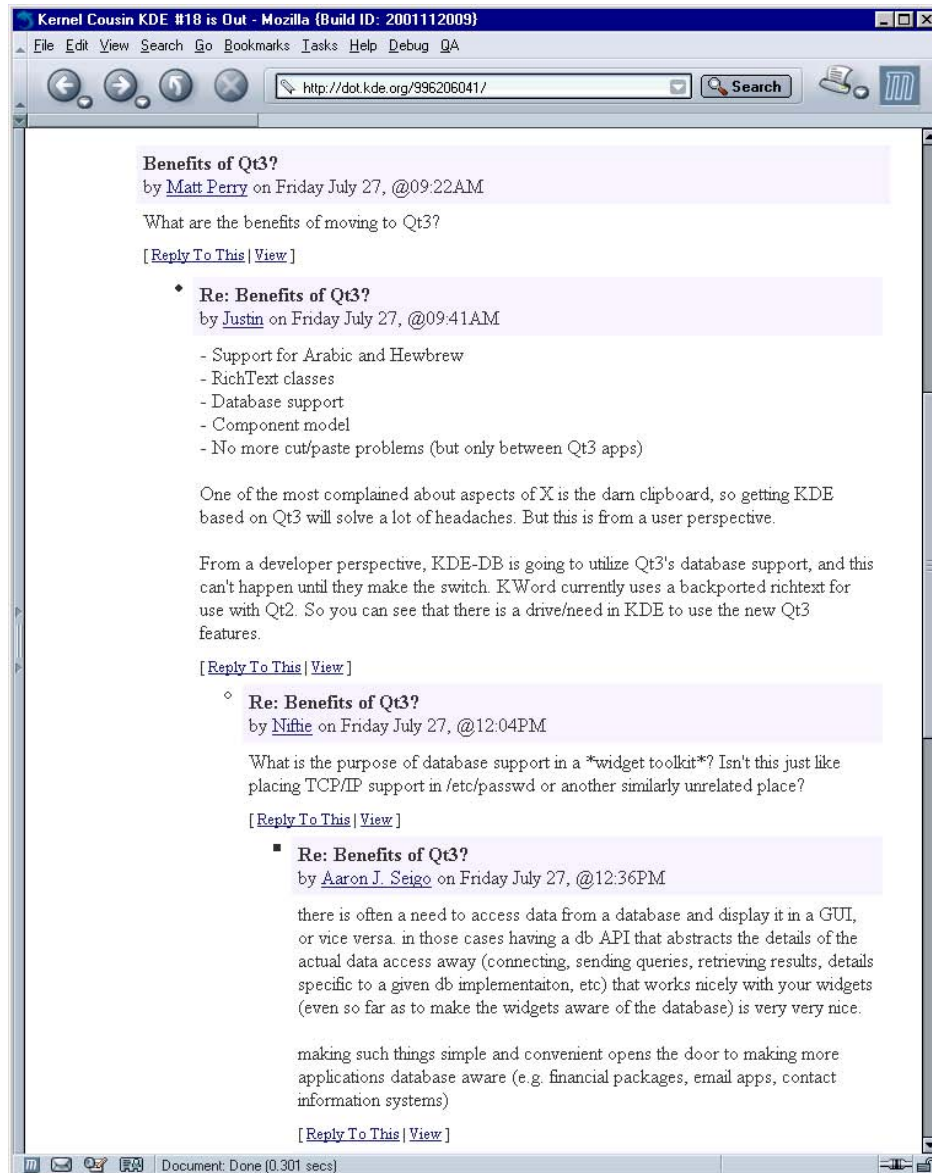 Kernel Cousin KDE #18 is Out - Mozilla {Build ID: 2001112009}
File Edit View Search Go Bookmarks Tasks Help Debug QA
http://dot.kde.org/996206041/ Search
Benefits of Qt3?
by Matt Perry on Friday July 27, @09:22AM
What are the benefits of moving to Qt3?
[ Reply To This | View ]
Re: Benefits of Qt3?
by Justin on Friday July 27, @09:41AM
- Support for Arabic and Hewbrew
- RichText classes
- Database support
- Component model
- No more cut/paste problems (but only between Qt3 apps)
One of the most complained about aspects of X is the darn clipboard, so getting KDE
based on Qt3 will solve a lot of headaches. But this is from a user perspective.
From a developer perspective, KDE-DB is going to utilize Qt3's database support, and this
can't happen until they make the switch. KWord currently uses a backported richtext for
use with Qt2. So you can see that there is a drive/need in KDE to use the new Qt3
features.
[ Reply To This | View ]
Re: Benefits of Qt3?
by Niftie on Friday July 27, @12:04PM
What is the purpose of database support in a *widget toolkit*? Isn't this just like
placing TCP/IP support in /etc/passwd or another similarly unrelated place?
[ Reply To This | View ]
Re: Benefits of Qt3?
by Aaron J. Seigo on Friday July 27, @12:36PM
there is often a need to access data from a database and display it in a GUI,
or vice versa. in those cases having a db API that abstracts the details of the
actual data access away (connecting, sending queries, retrieving results, details
specific to a given db implementaiton, etc) that works nicely with your widgets
(even so far as to make the widgets aware of the database) is very very nice.
making such things simple and convenient opens the door to making more
applications database aware (e.g. financial packages, email apps, contact
information systems)
[ Reply To This | View ]
Document: Done (0.301 secs)